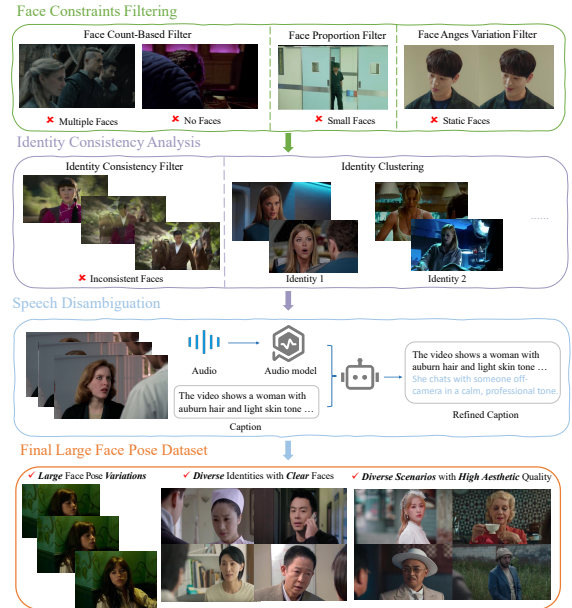 Face Constraints Filtering
Face Count-Based Filter
Face Proportion Filter
Face Anges Variation Filter
✘ Multiple Faces
✘ No Faces
✘ Small Faces
✘ Static Faces
Identity Consistency Analysis
Identity Consistency Filter
Identity Clustering
......
✘ Inconsistent Faces
Identity 1
Identity 2
Speech Disambiguation
Audio
Audio model
The video shows a woman with
auburn hair and light skin tone …
Caption
The video shows a woman with
auburn hair and light skin tone …
She chats with someone off-
camera in a calm, professional tone.
Refined Caption
Final Large Face Pose Dataset
✓ Large Face Pose Variations
✓ Diverse Identities with Clear Faces
✓ Diverse Scenarios with High Aesthetic Quality